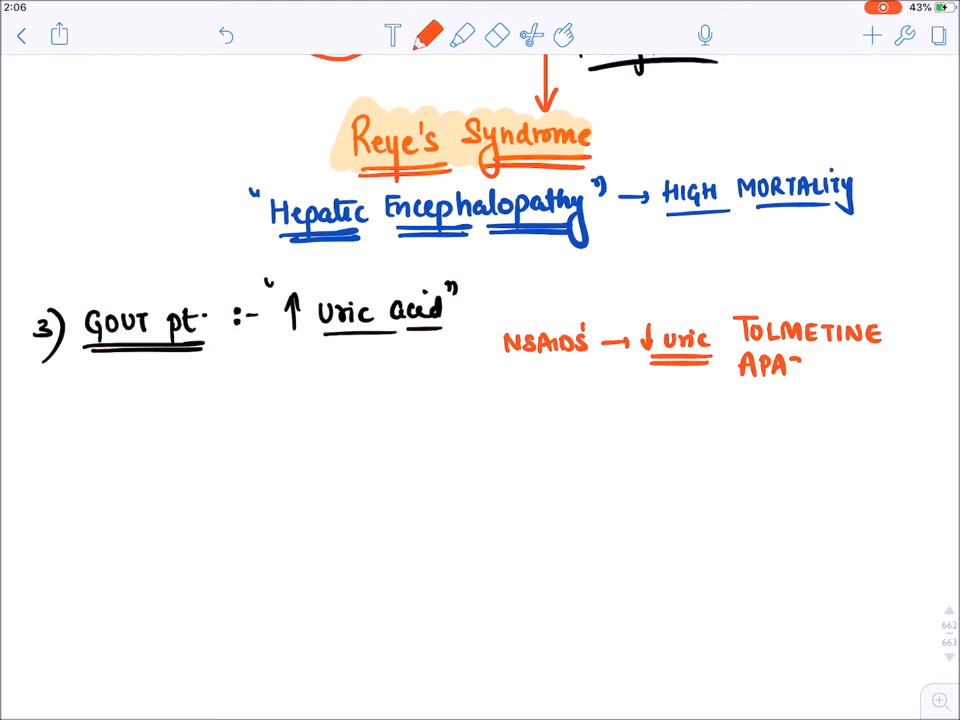 2:06
43%
Reye's Syndrome
"Hepatic Encephalopathy" → HIGH MORTALITY
3) GOUT pt. :- "↑ Uric acid"
NSAIDS' → ↓ uric TOLMETINE
APA
662
663